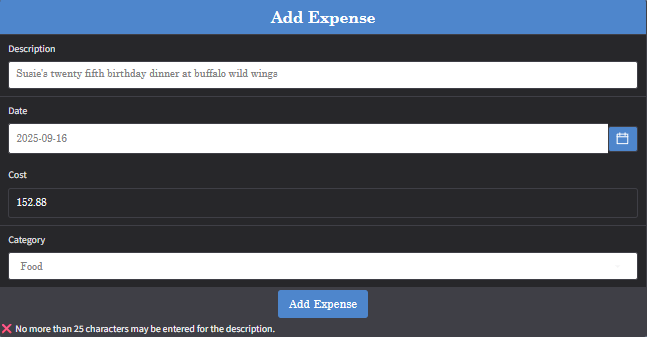 Add Expense
Description
Susie's twenty fifth birthday dinner at buffalo wild wings
Date
2025-09-16
Cost
152.88
Category
Food
Add Expense
❌ No more than 25 characters may be entered for the description.